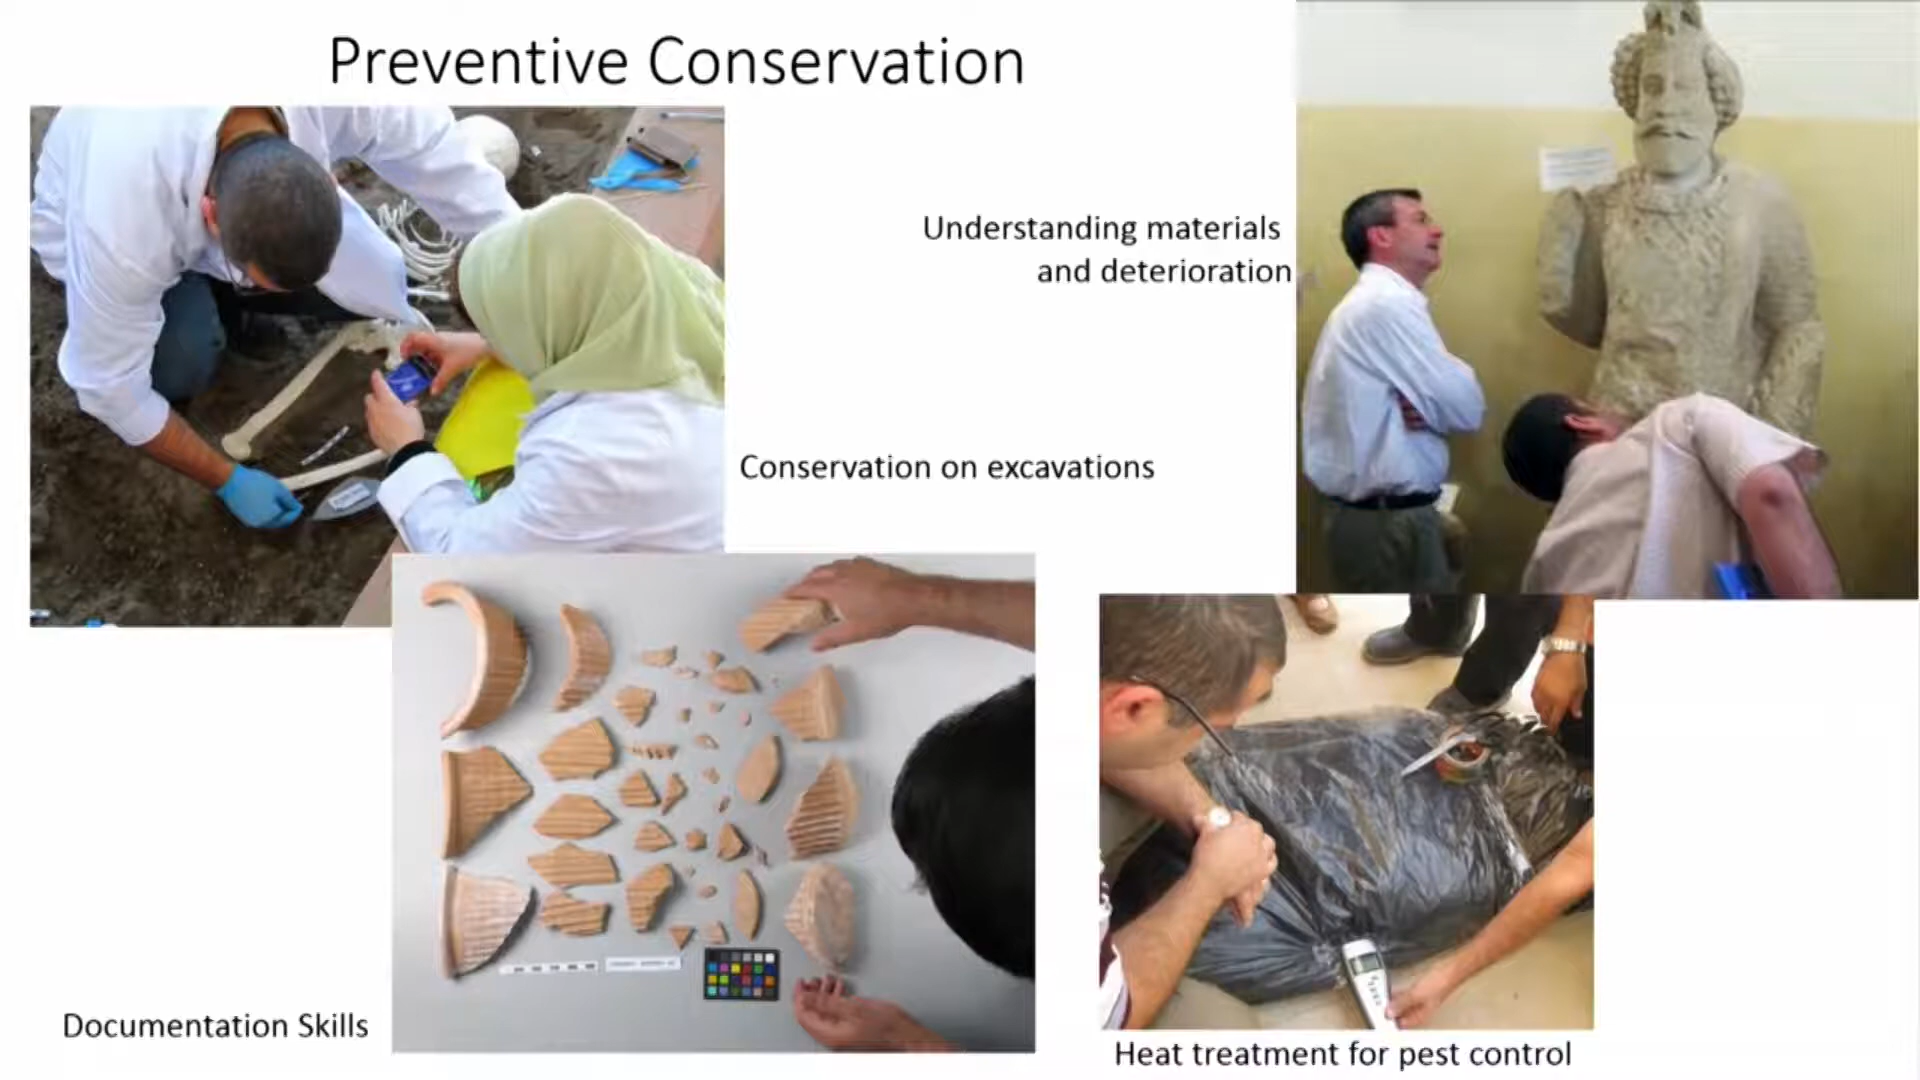 Preventive Conservation
Understanding materials
and deterioration
Conservation on excavations
Documentation Skills
Heat treatment for pest control